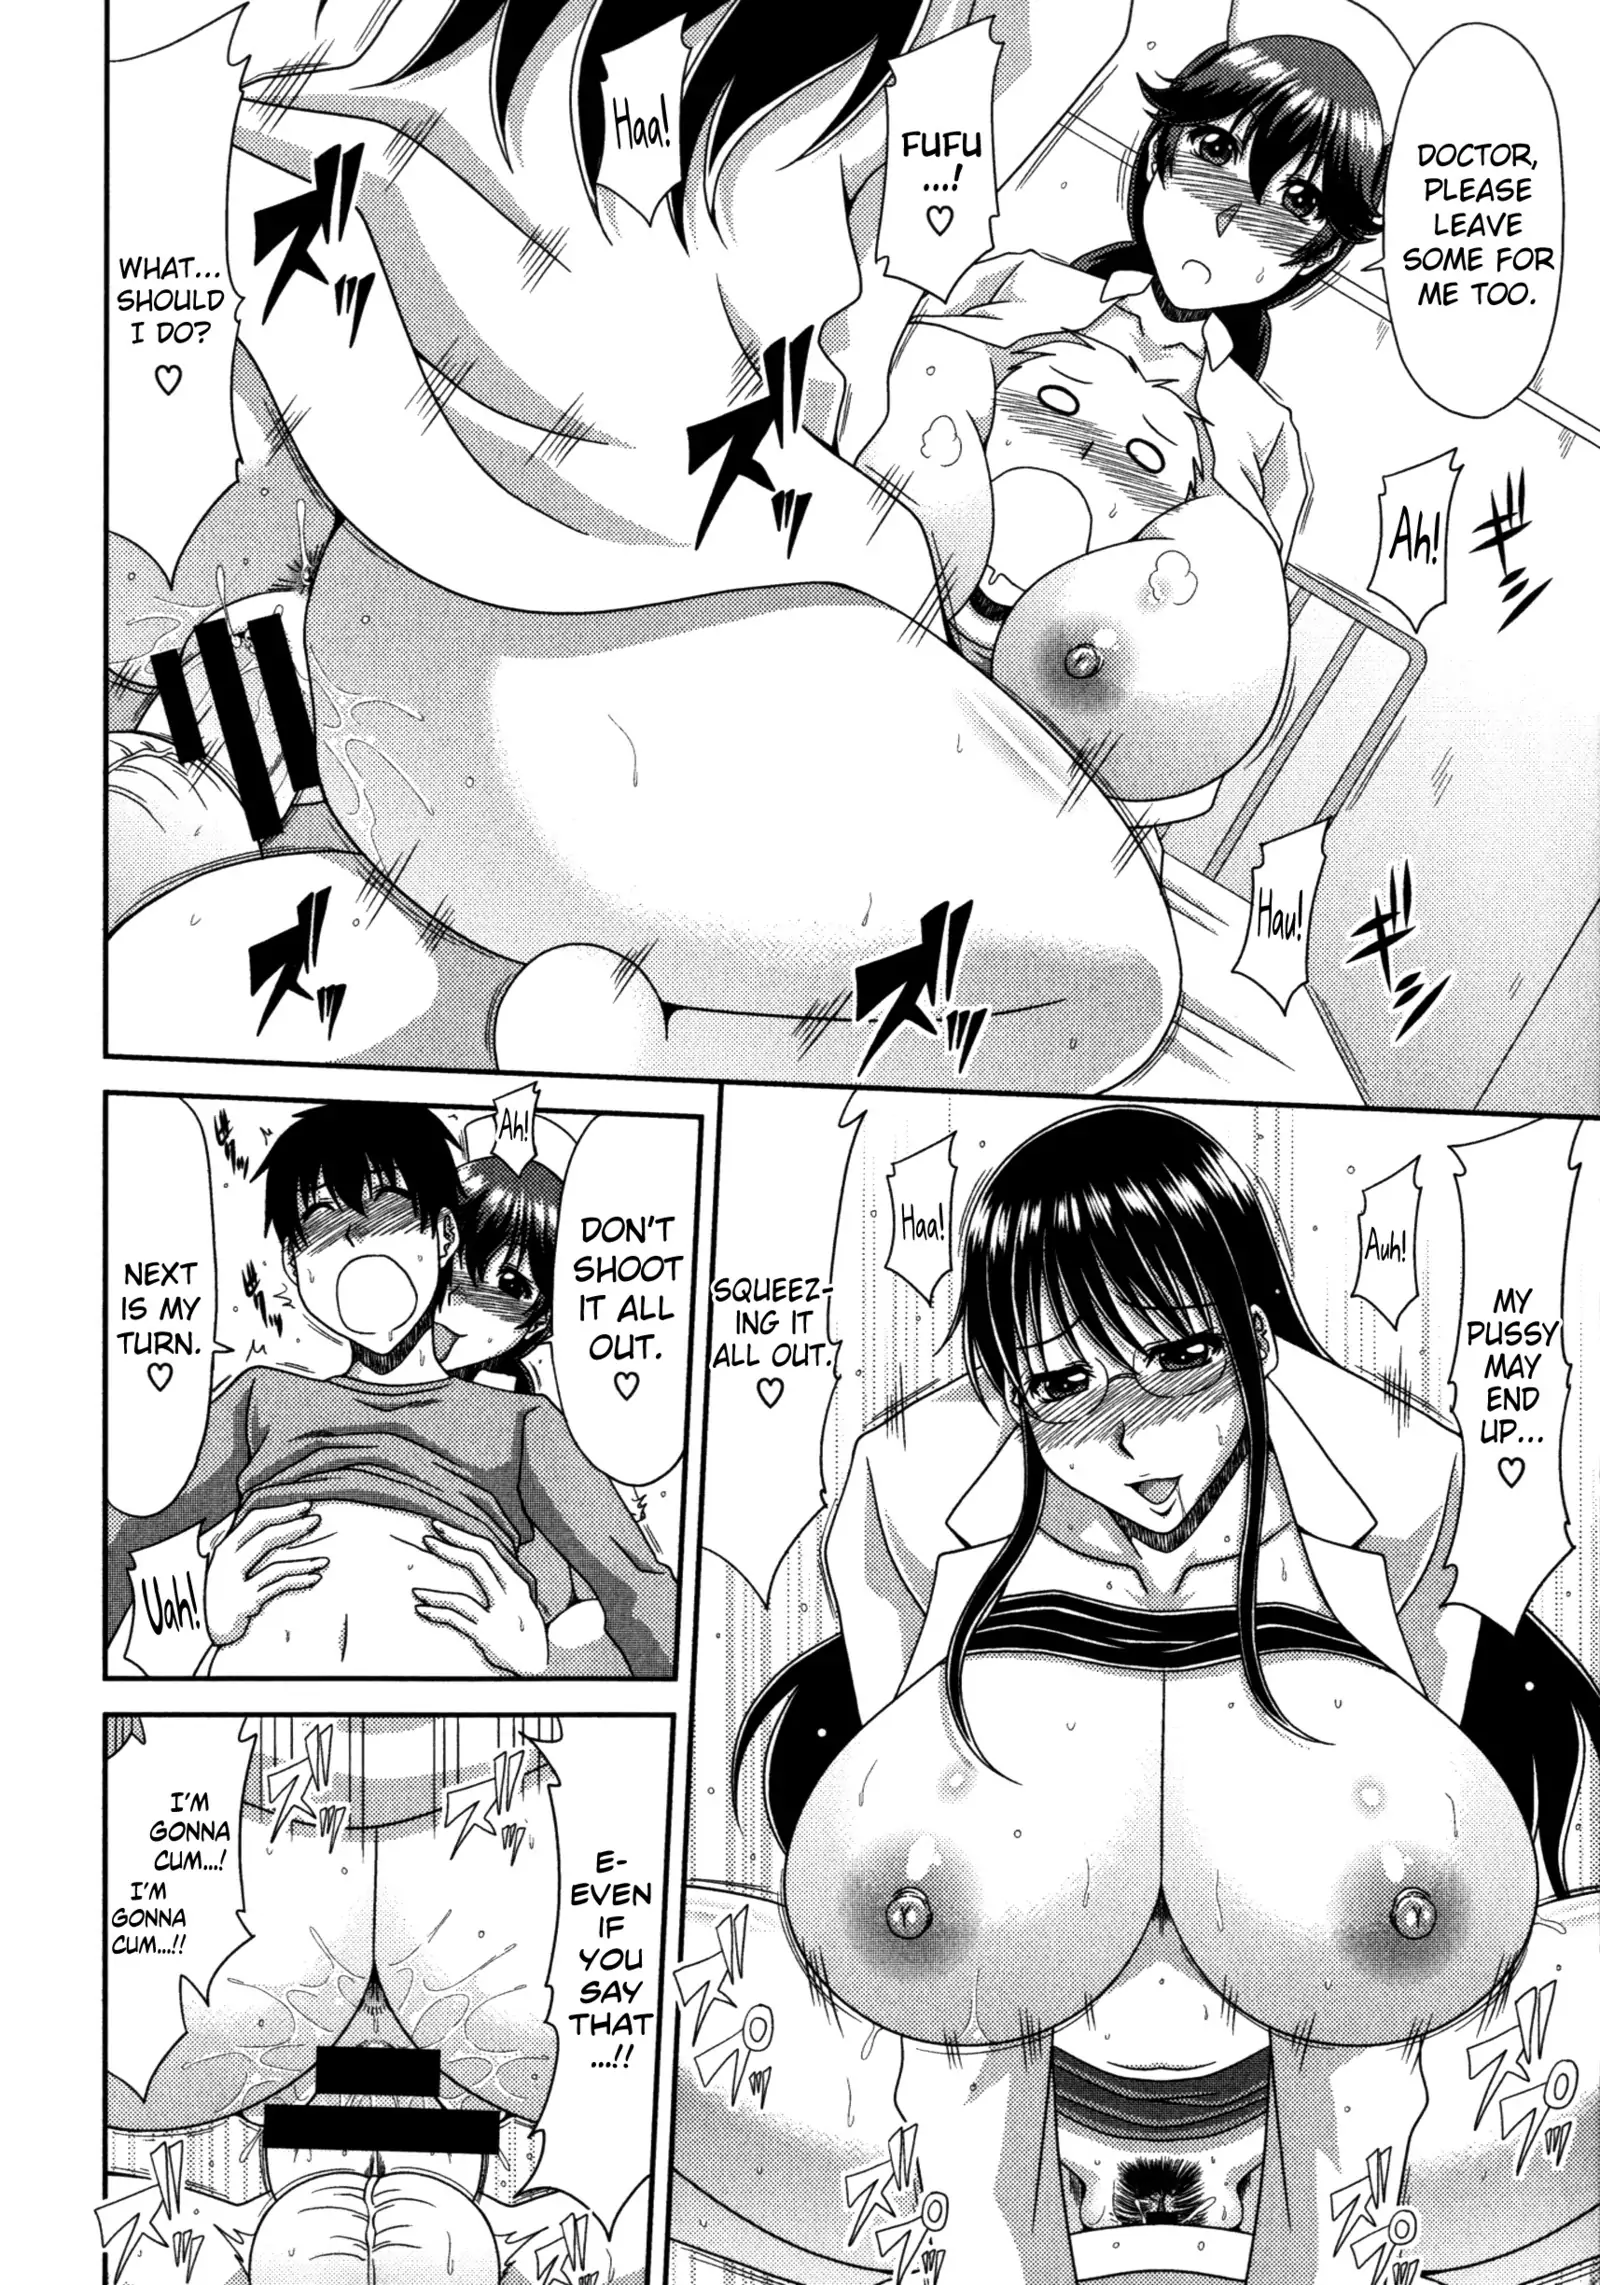 DOCTOR,
PLEASE
LEAVE
SOME FOR
ME TOO.
FUFU
...!
♡
Haa!
WHAT...
SHOULD
I DO?
♡
Ah!
Hau!
MY
PUSSY
MAY
END
UP...
♡
Auh!
Haa!
SQUEEZ-
ING IT
ALL OUT.
♡
DON'T
SHOOT
IT ALL
OUT.
♡
Ah!
NEXT
IS MY
TURN.
♡
Uah!
E-
EVEN
IF
YOU
SAY
THAT
...!!
I'M
GONNA
CUM...!
I'M
GONNA
CUM...!!